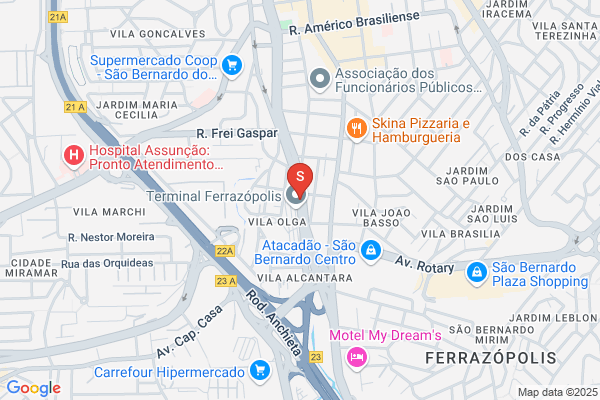 JARDIM
IRACEMA
21A
R. Américo Brasiliense
VILA GONCALVES
VILA SANTA
TEREZINHA
Supermercado Coop
- São Bernardo do...
Associação dos
Funcionários Públicos...
21 A
JARDIM MARIA
CECILIA
R. da Pátria
R. Progresso
R. Hermínio Vial
R. Frei Gaspar
Skina Pizzaria e
Hamburgueria
H
Hospital Assunção:
Pronto Atendimento...
DOS CASA
JARDIM
SAO PAULO
S
Terminal Ferrazópolis
VILA MARCHI
VILA OLGA
VILA JOAO
BASSO
JARDIM
SAO LUIS
VILA BRASILIA
R. Nestor Moreira
22A
Atacadão - São
Bernardo Centro
CIDADE
MIRAMAR
Rua das Orquideas
Av. Rotary
São Bernardo
Plaza Shopping
23 A
VILA ALCANTARA
Rod. Anchieta
Av. Cap. Casa
JARDIM LEBLON
SÃO BERNARDO
MIRIM
Motel My Dream's
23
FERRAZÓPOLIS
Carrefour Hipermercado
Google
Map data ©2025